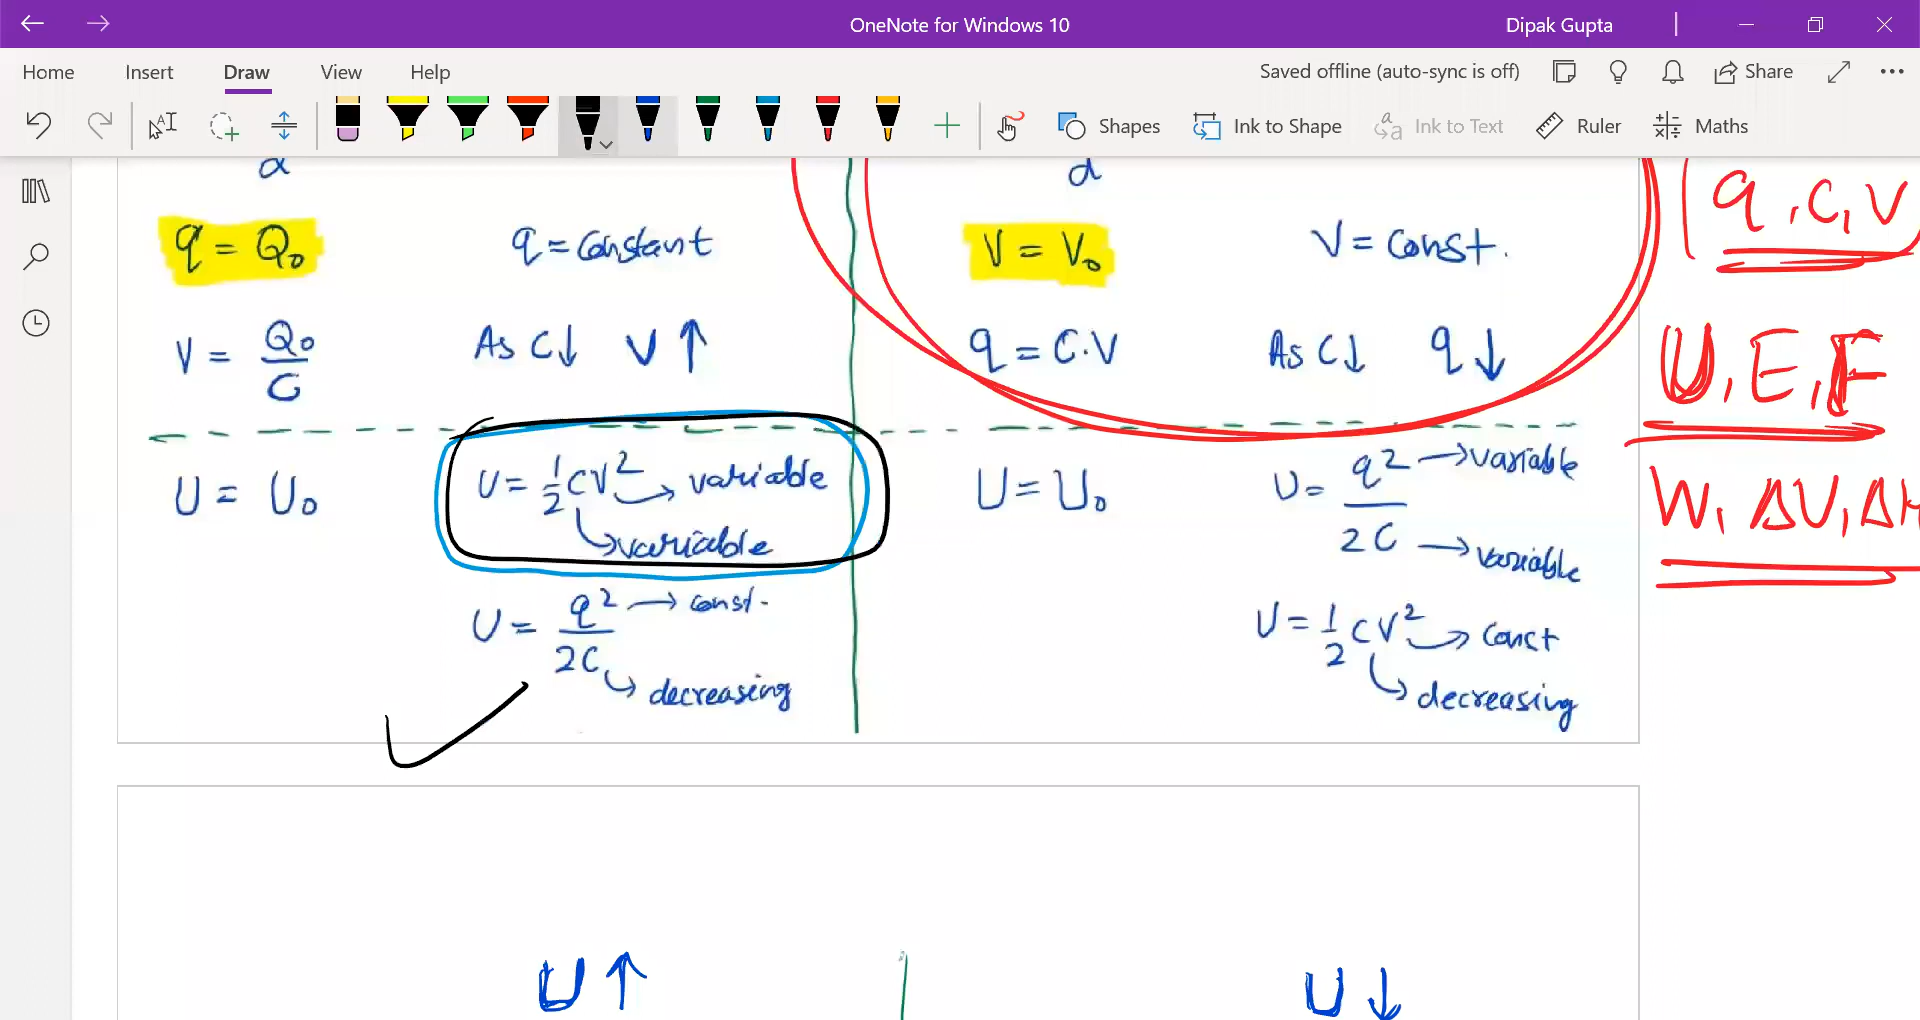 OneNote for Windows 10
Dipak Gupta
Home Insert Draw View Help
Saved offline (auto-sync is off) Share
Shapes Ink to Shape Ink to Text Ruler Maths
d
d
q = Q₀ q = constant
V = Q₀/C As C↓ V↑
U = U₀ U = ½CV² → variable
→ variable
U = q²/2C → const.
→ decreasing
V = V₀ V = const.
q = C.V As C↓ q↓
U = U₀ U = q²/2C → variable
→ variable
U = ½CV² → const
→ decreasing
q, C, V
U, E, F
W, ΔU, ΔH
U↑ U↓